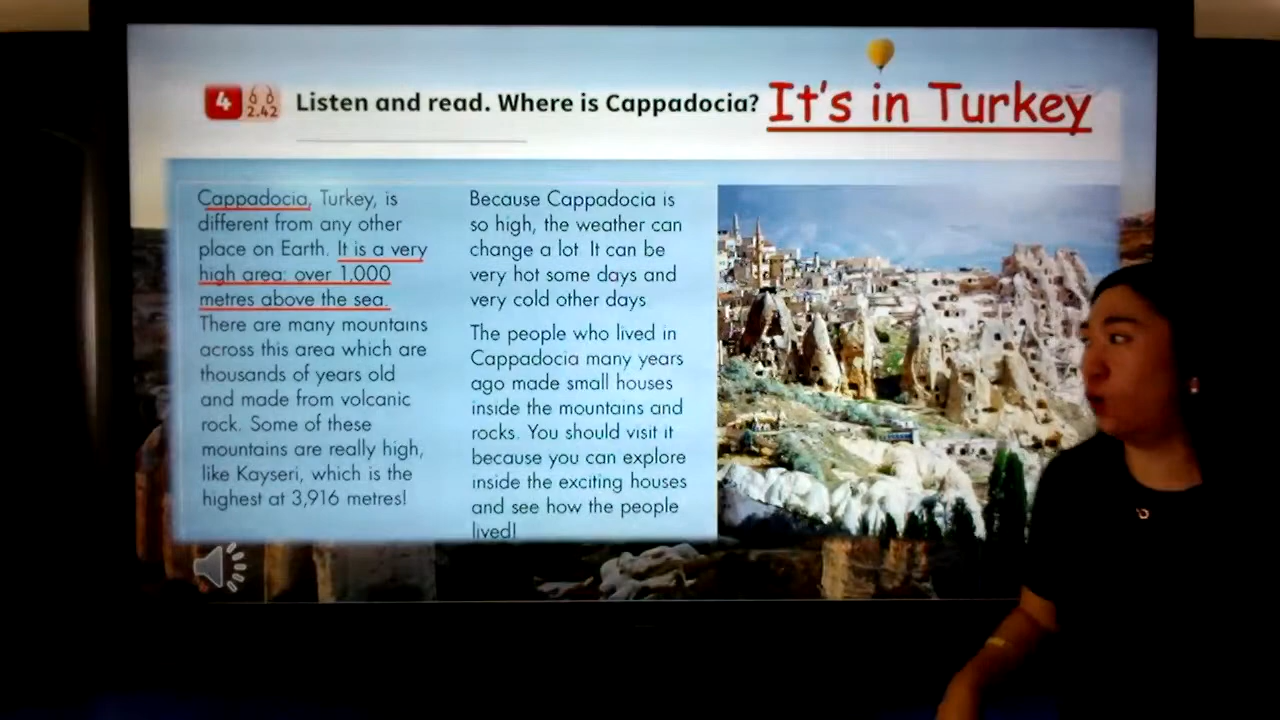 4 2.42 Listen and read. Where is Cappadocia? It's in Turkey
Cappadocia, Turkey, is
different from any other
place on Earth. It is a very
high area: over 1,000
metres above the sea.
There are many mountains
across this area which are
thousands of years old
and made from volcanic
rock. Some of these
mountains are really high,
like Kayseri, which is the
highest at 3,916 metres!
Because Cappadocia is
so high, the weather can
change a lot. It can be
very hot some days and
very cold other days
The people who lived in
Cappadocia many years
ago made small houses
inside the mountains and
rocks. You should visit it
because you can explore
inside the exciting houses
and see how the people
lived!